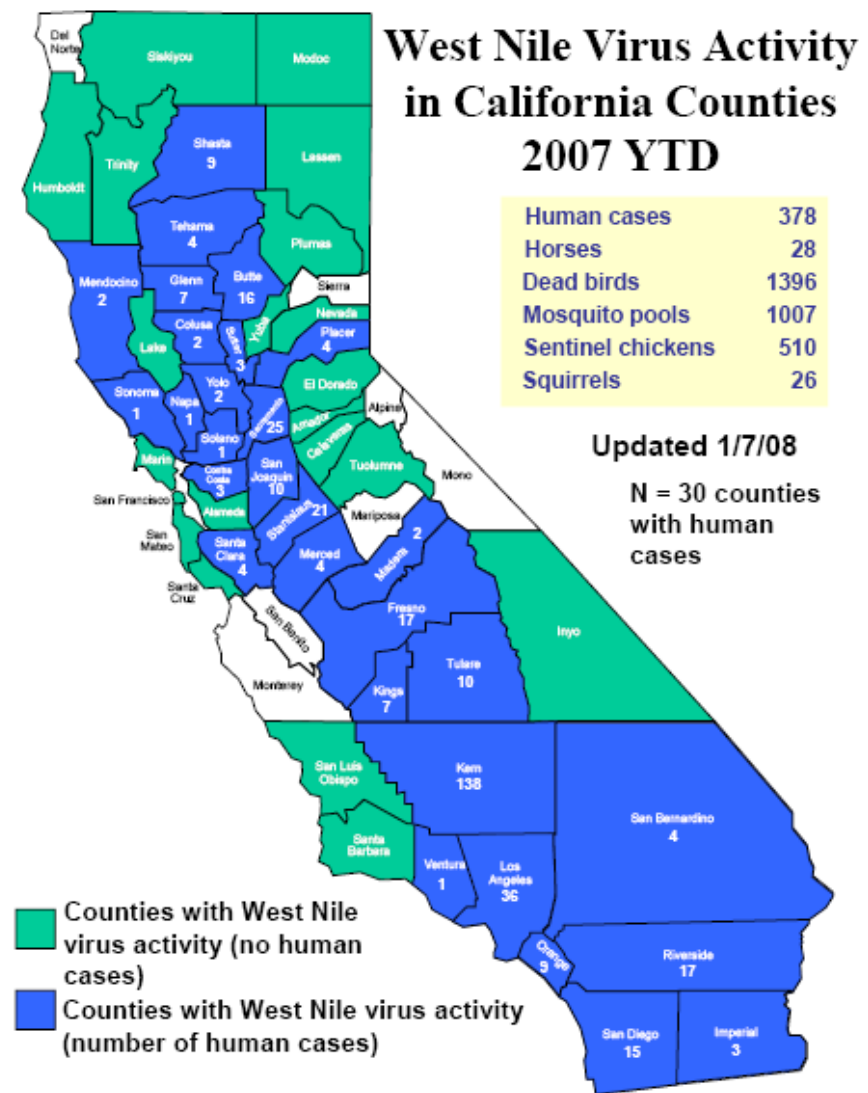 West Nile Virus Activity
in California Counties
2007 YTD
Human cases 378
Horses 28
Dead birds 1396
Mosquito pools 1007
Sentinel chickens 510
Squirrels 26
Updated 1/7/08
N = 30 counties
with human
cases
Del
Norte
Siskiyou
Modoc
Humboldt
Trinity
Shasta
9
Lassen
Tehama
4
Plumas
Mendocino
2
Glenn
7
Butte
16
Sierra
Lake
Colusa
2
Sutter
3
Yuba
Nevada
Placer
4
Sonoma
1
Napa
1
Yolo
2
El Dorado
Alpine
Solano
1
Sacramento
25
Amador
Calaveras
Marin
Contra
Costa
3
San
Joaquin
10
Tuolumne
Mono
San Francisco
Alameda
Stanislaus
21
Mariposa
San
Mateo
Santa
Clara
4
Merced
4
Madera
2
Santa
Cruz
San Benito
Fresno
17
Inyo
Monterey
Kings
7
Tulare
10
San Luis
Obispo
Kern
138
San Bernardino
4
Santa
Barbara
Ventura
1
Los
Angeles
36
Orange
9
Riverside
17
San Diego
15
Imperial
3
Counties with West Nile
virus activity (no human
cases)
Counties with West Nile virus activity
(number of human cases)